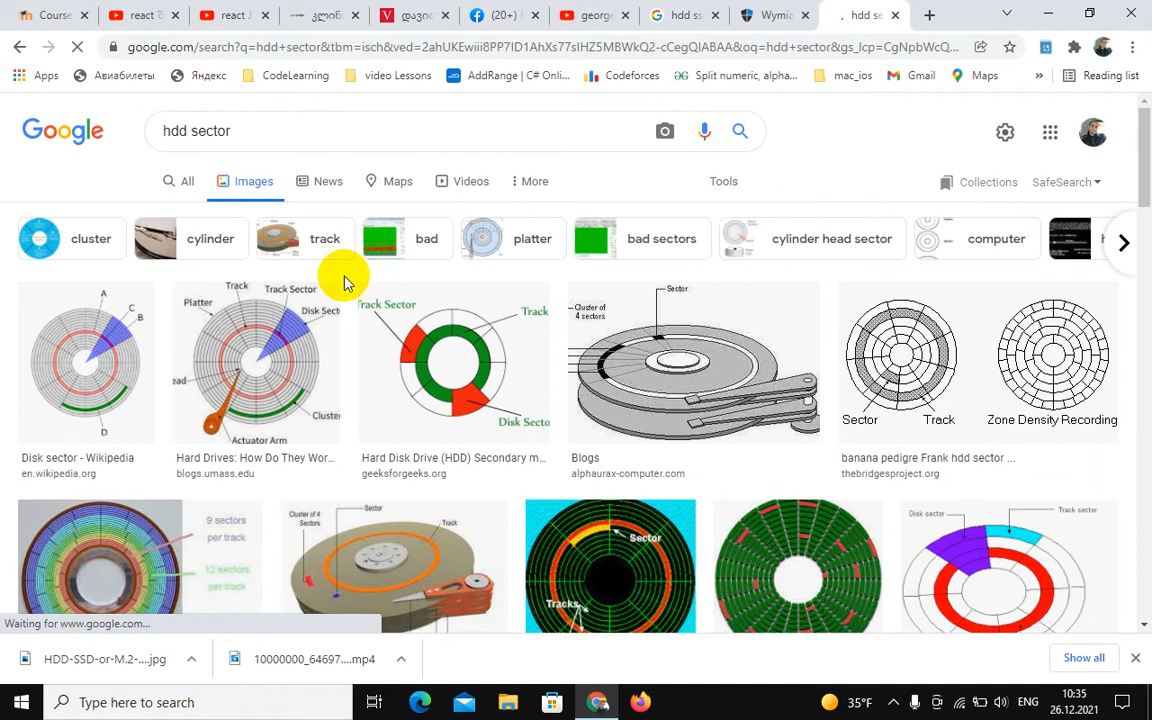 Course
react
react J
კლინ
დავი
(20+) F
george
hdd ss
Wymia
hdd se
google.com/search?q=hdd+sector&tbm=isch&ved=2ahUKEwiii8PP7ID1AhXs77sIHZ5MBWkQ2-cCegQIABAA&oq=hdd+sector&gs_lcp=CgNpbWcQ...
Apps
Авиабилеты
Яндекс
CodeLearning
video Lessons
AddRange | C# Onli...
Codeforces
Split numeric, alpha...
mac_ios
Gmail
Maps
»
Reading list
Google
hdd sector
All
Images
News
Maps
Videos
More
Tools
Collections
SafeSearch
cluster
cylinder
track
bad
platter
bad sectors
cylinder head sector
computer
h
A
C
B
D
Track
Track Sector
Platter
Disk Sect
ead
Cluster
Actuator Arm
Track Sector
Track
Disk Secto
Sector
Cluster of
4 sectors
Sector
Track
Zone Density Recording
Disk sector - Wikipedia
en.wikipedia.org
Hard Drives: How Do They Wor...
blogs.umass.edu
Hard Disk Drive (HDD) Secondary m...
geeksforgeeks.org
Blogs
alphaurax-computer.com
banana pedigre Frank hdd sector ...
thebridgesproject.org
9 sectors
per track
12 sectors
per track
Cluster of 4
Sectors
Sector
Track
Sector
Tracks
Disk sector
Track sector
Waiting for www.google.com...
HDD-SSD-or-M.2-....jpg
10000000_64697....mp4
Show all
Type here to search
35°F
ENG
10:35
26.12.2021